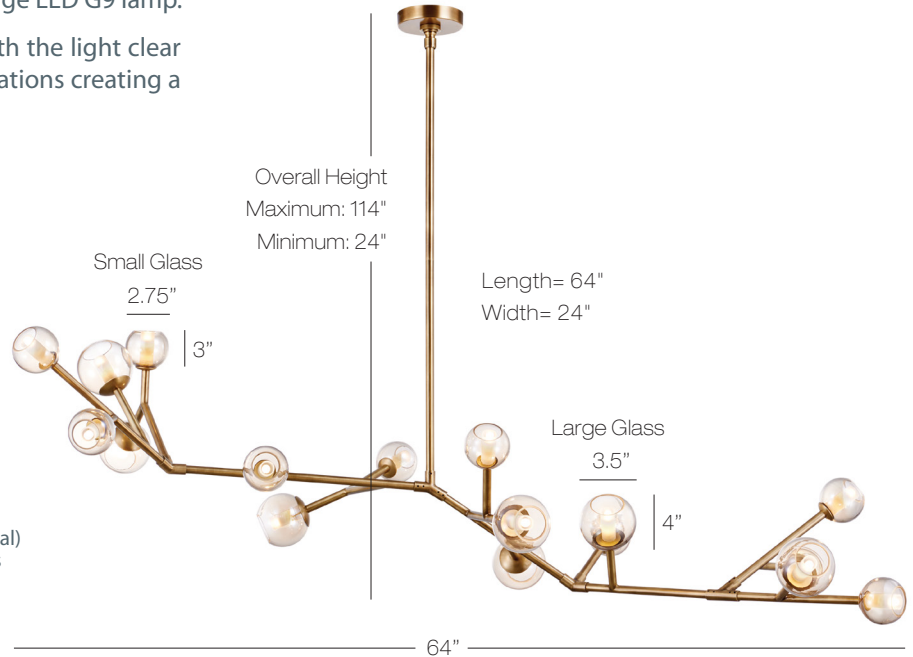 ge LED G9 lamp.
th the light clear
ations creating a
Overall Height
Maximum: 114"
Minimum: 24"
Small Glass
2.75”
3”
Length= 64"
Width= 24"
Large Glass
3.5”
4”
al)
64”